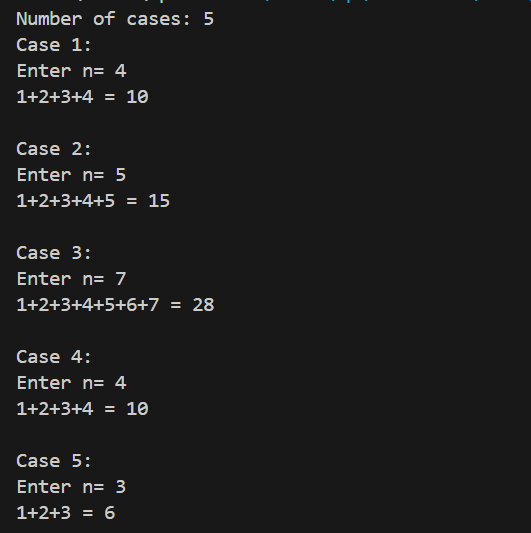 Number of cases: 5
Case 1:
Enter n= 4
1+2+3+4 = 10
Case 2:
Enter n= 5
1+2+3+4+5 = 15
Case 3:
Enter n= 7
1+2+3+4+5+6+7 = 28
Case 4:
Enter n= 4
1+2+3+4 = 10
Case 5:
Enter n= 3
1+2+3 = 6